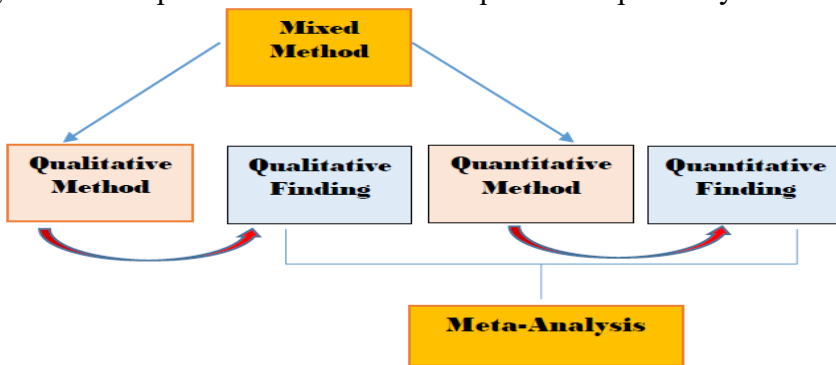 Mixed
Method
Qualitative
Method
Qualitative
Finding
Quantitative
Method
Quantitative
Finding
Meta-Analysis